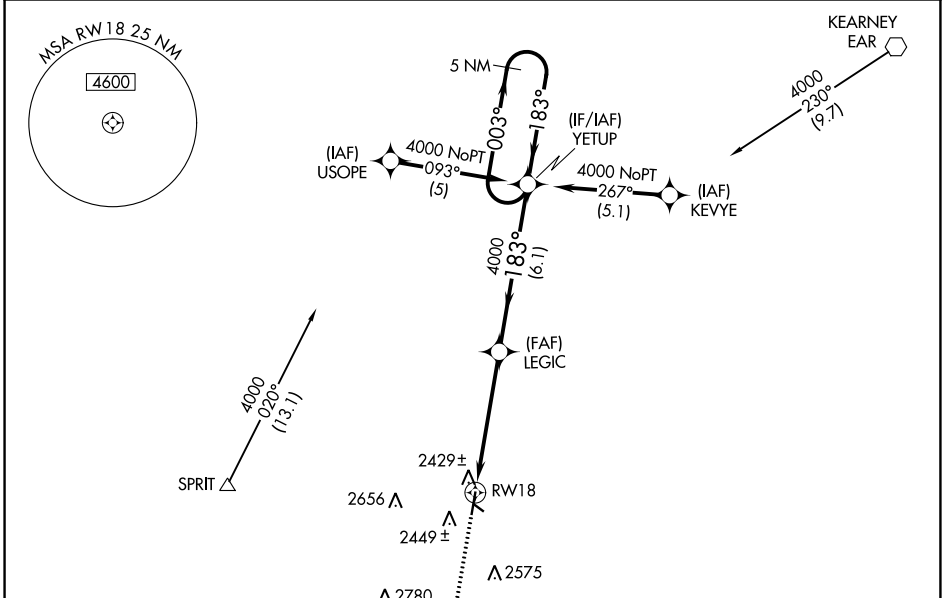 MSA RW 18 25 NM
4600
KEARNEY
EAR
4000
230°
(9.7)
5 NM
003°
183°
(IF/IAF)
YETUP
(IAF)
USOPE
4000 NoPT
093°
(5)
4000 NoPT
267°
(5.1)
(IAF)
KEVYE
4000
183°
(6.1)
(FAF)
LEGIC
4000
020°
(13.1)
SPRIT
2429±
RW18
2656
2449±
2575
2780